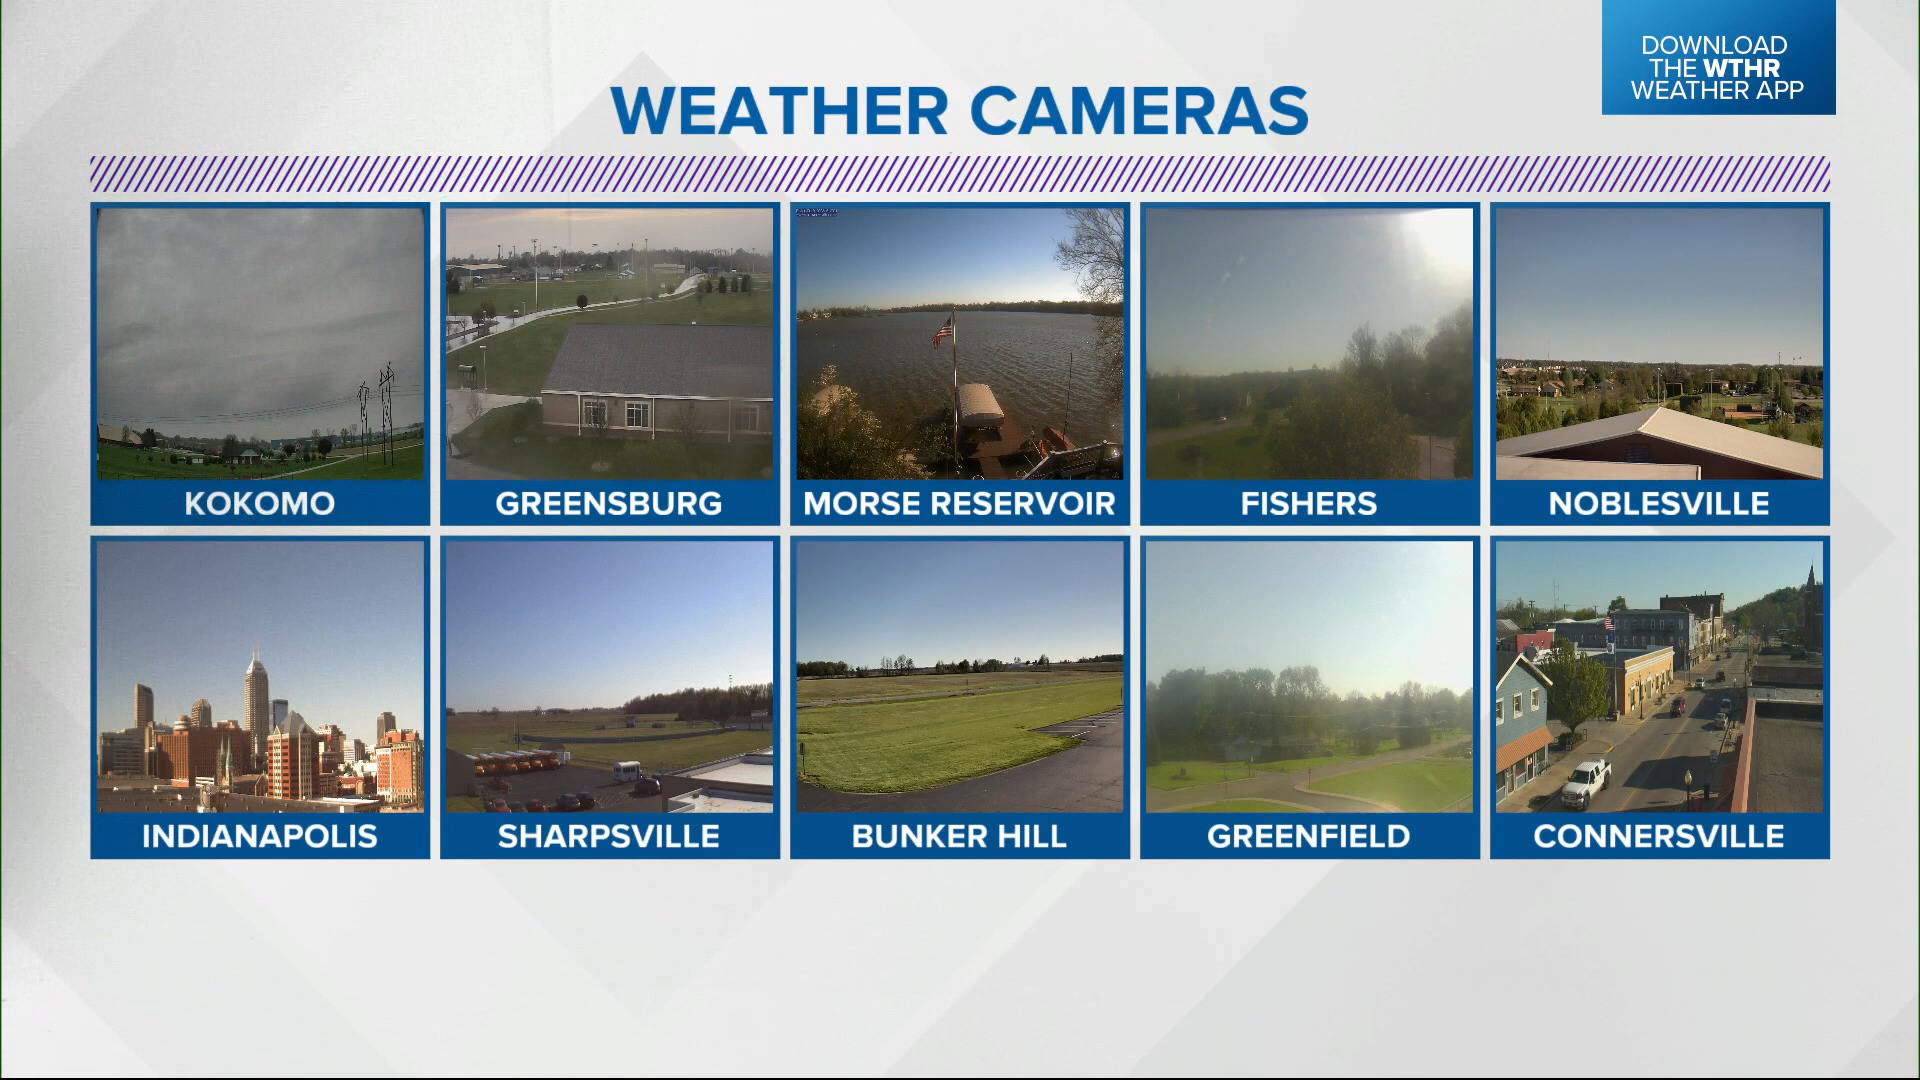 DOWNLOAD
THE WTHR
WEATHER APP
WEATHER CAMERAS
KOKOMO
GREENSBURG
MORSE RESERVOIR
FISHERS
NOBLESVILLE
INDIANAPOLIS
SHARPSVILLE
BUNKER HILL
GREENFIELD
CONNERSVILLE